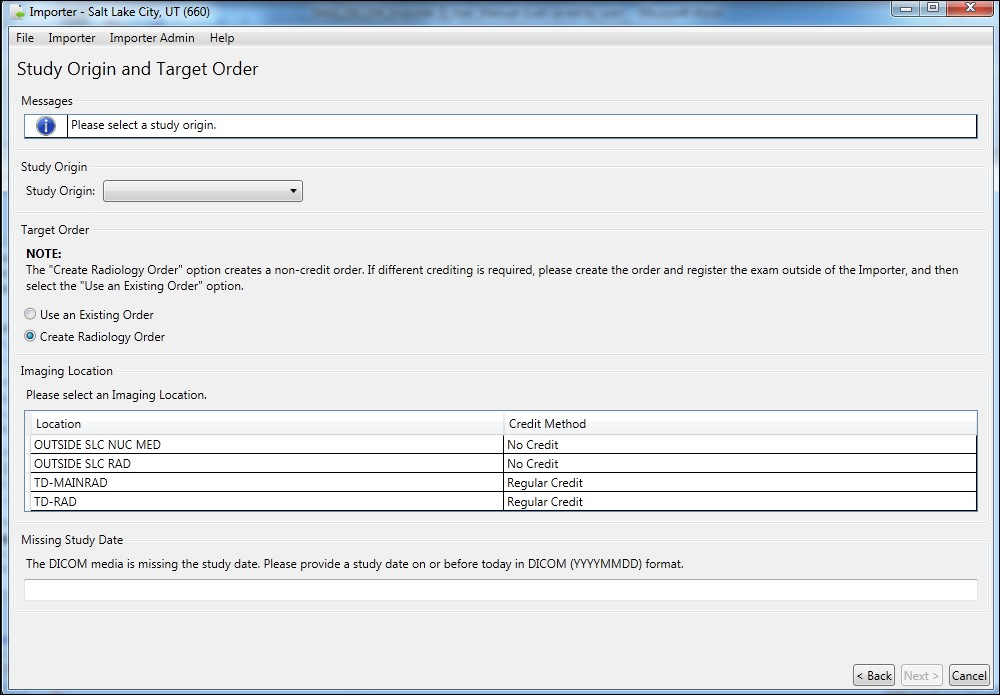 Importer - Salt Lake City, UT (660)
File Importer Importer Admin Help
Study Origin and Target Order
Messages
Please select a study origin.
Study Origin
Study Origin:
Target Order
NOTE:
The "Create Radiology Order" option creates a non-credit order. If different crediting is required, please create the order and register the exam outside of the Importer, and then
select the "Use an Existing Order" option.
Use an Existing Order
Create Radiology Order
Imaging Location
Please select an Imaging Location.
Location Credit Method
OUTSIDE SLC NUC MED No Credit
OUTSIDE SLC RAD No Credit
TD-MAINRAD Regular Credit
TD-RAD Regular Credit
Missing Study Date
The DICOM media is missing the study date. Please provide a study date on or before today in DICOM (YYYYMMDD) format.
< Back Next > Cancel